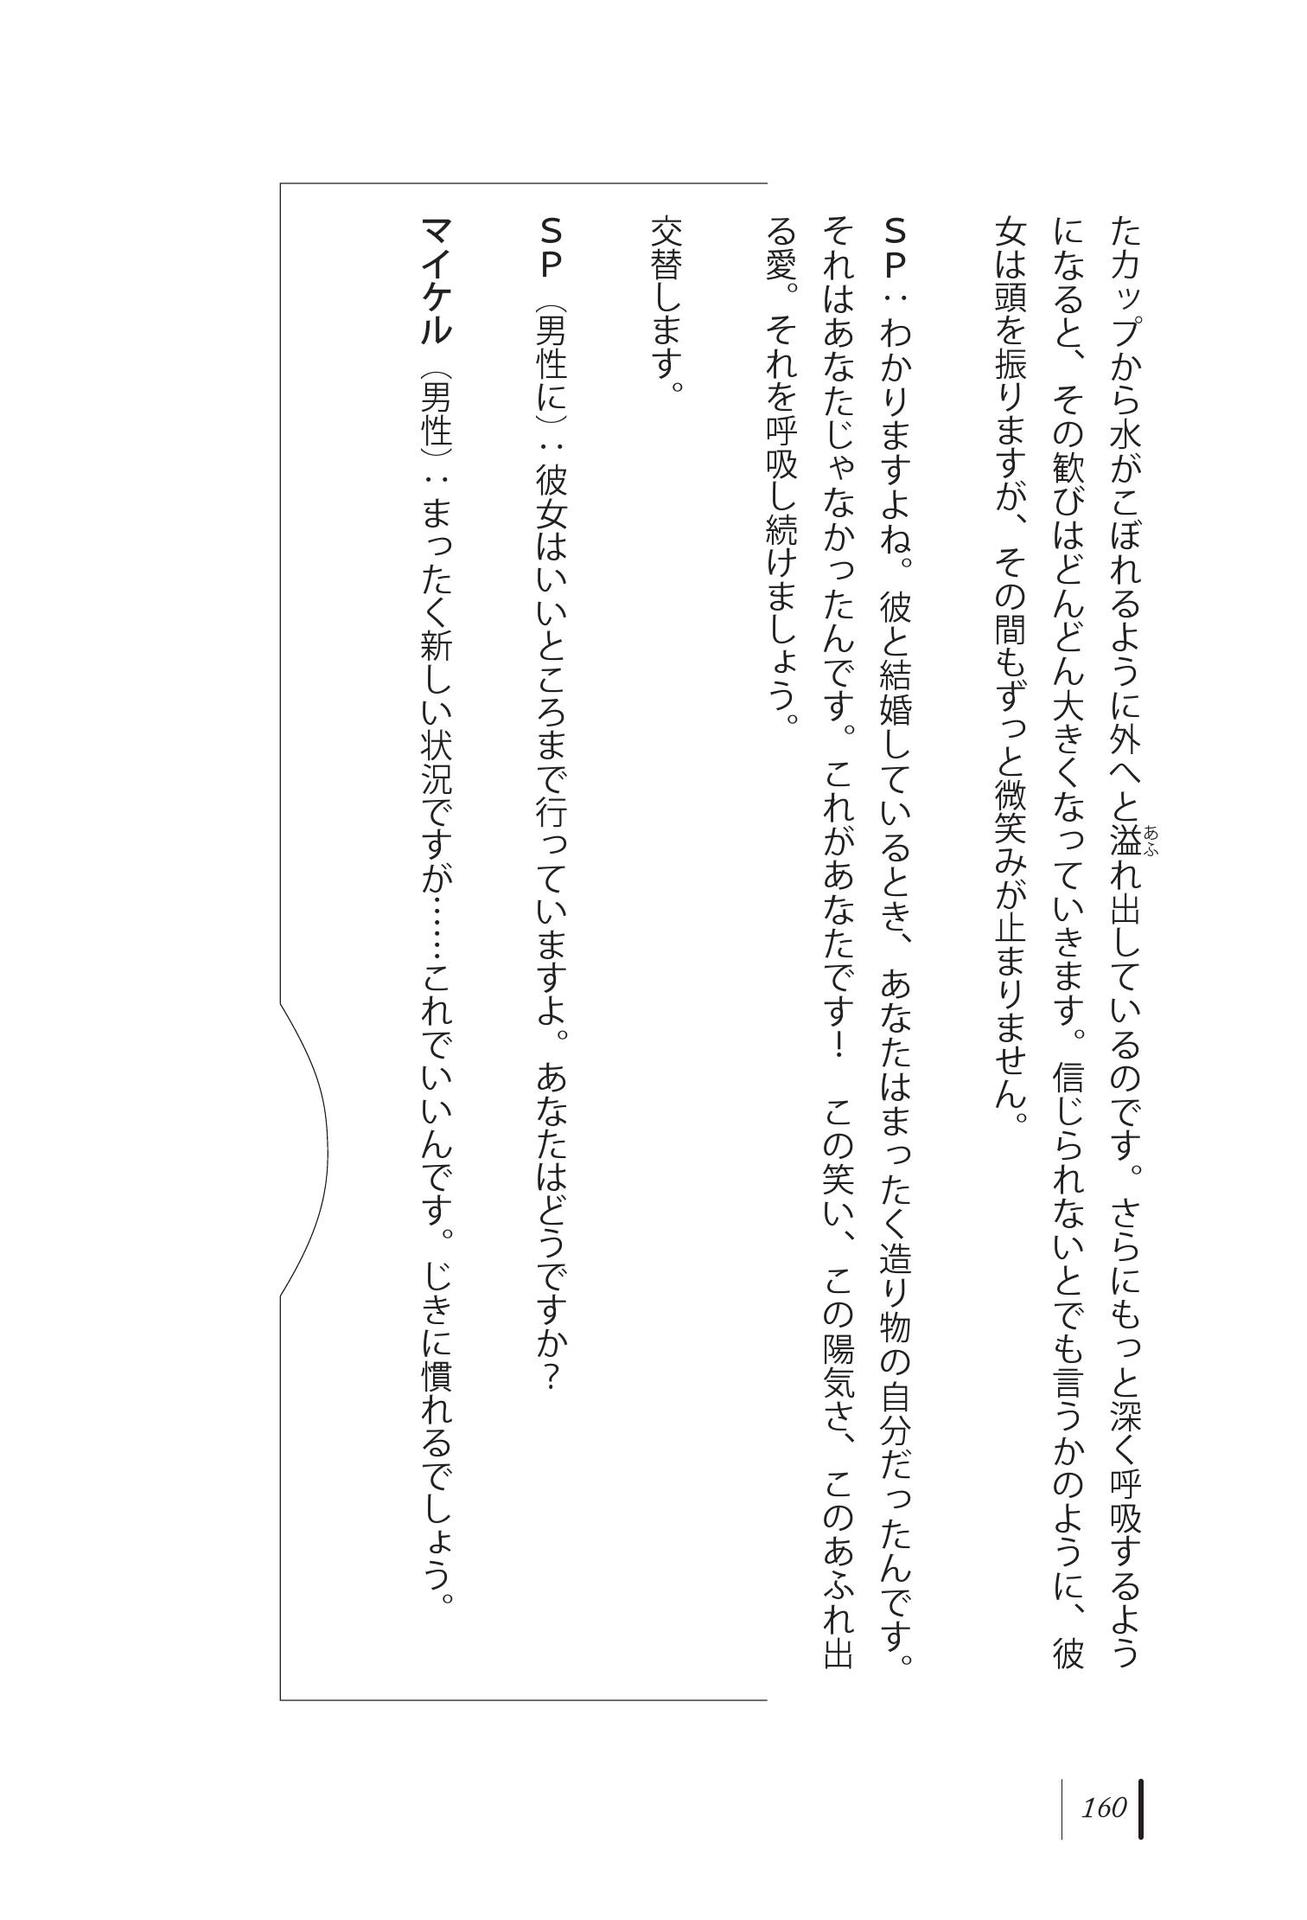 たカップから水がこぼれるように外へと溢れ出しているのです。さらにもっと深く呼吸するよう
あふ
になると、その歓びはどんどん大きくなっていきます。信じられないとでも言うかのように、彼
女は頭を振りますが、その間もずっと微笑みが止まりません。
ＳＰ：わかりますよね。彼と結婚しているとき、あなたはまったく造り物の自分だったんです。
それはあなたじゃなかったんです。これがあなたです！　この笑い、この陽気さ、このあふれ出
る愛。それを呼吸し続けましょう。
交替します。
ＳＰ（男性に）：彼女はいいところまで行っていますよ。あなたはどうですか？
マイケル（男性）：まったく新しい状況ですが……これでいいんです。じきに慣れるでしょう。
160